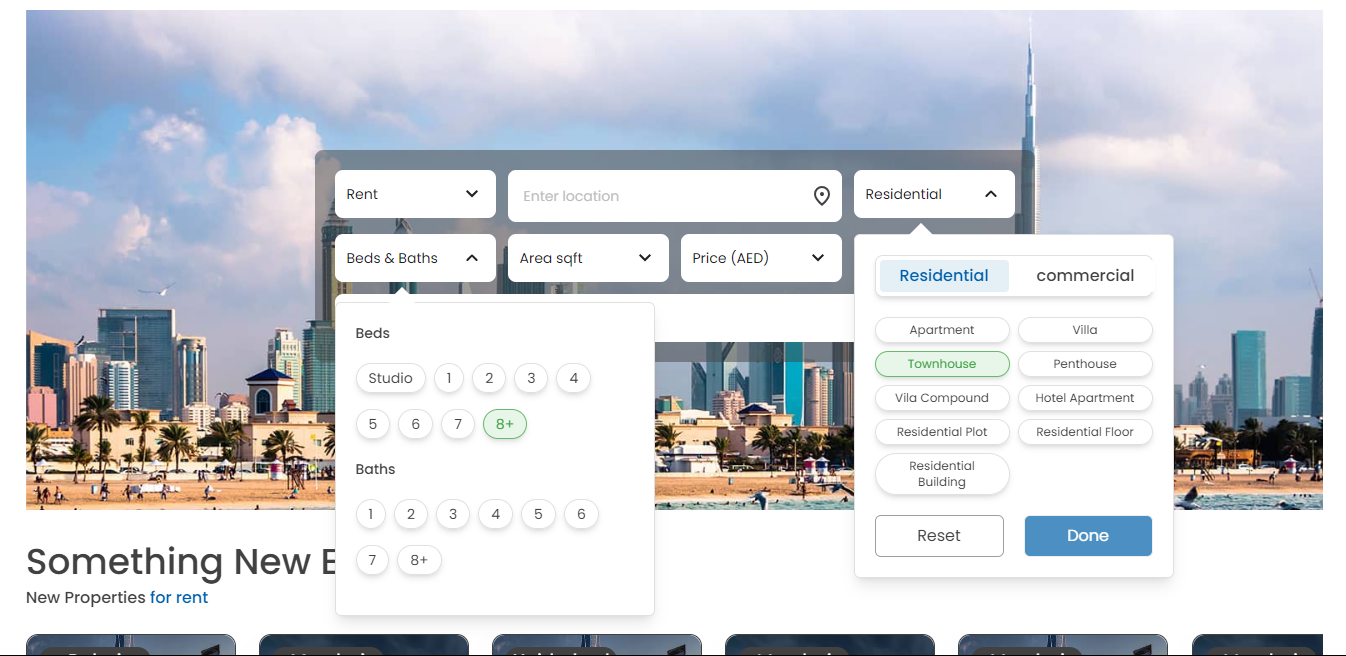 Rent
Enter location
Residential
Beds & Baths
Area sqft
Price (AED)
Beds
Studio 1 2 3 4
5 6 7 8+
Baths
1 2 3 4 5 6
7 8+
Residential commercial
Apartment Villa
Townhouse Penthouse
Vila Compound Hotel Apartment
Residential Plot Residential Floor
Residential
Building
Reset Done
Something New
New Properties for rent